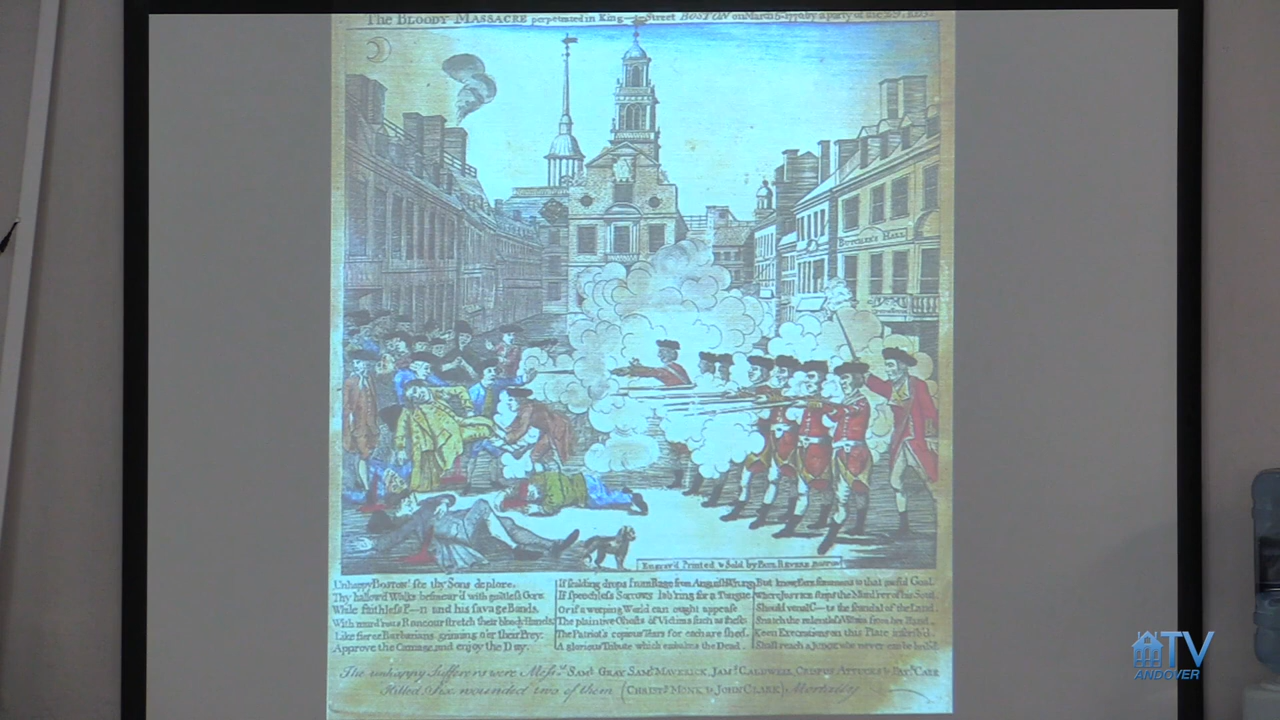 The BLOODY MASSACRE perpetrated in King Street BOSTON on March 5th 1770 by a party of the 29th REGt
BUTCHER'S HALL
Engrav'd Printed & Sold by PAUL REVERE BOSTON
Unhappy BOSTON! see thy Sons deplore,
Thy hallow'd Walks besmear'd with guiltless Gore.
While faithless P—n and his savage Bands,
With murd'rous Rancour stretch their bloody Hands;
Like fierce Barbarians grinning o'er their Prey,
Approve the Carnage, and enjoy the Day.
If scalding drops from Rage from Anguish Wrung
If speechless Sorrows lab'ring for a Tongue,
Or if a weeping World can ought appease
The plaintive Ghosts of Victims such as these;
The Patriot's copious Tears for each are shed,
A glorious Tribute which embalms the Dead.
But know, FATE summons to that awful Goal,
Where JUSTICE strips the Murd'rer of his Soul:
Should venal C—ts the scandal of the Land,
Snatch the relentless Villain from her Hand,
Keen Execrations on this Plate inscrib'd,
Shall reach a JUDGE who never can be brib'd.
The unhappy Sufferers were Messs. SAML GRAY, SAML MAVERICK, JAMS CALDWELL, CRISPUS ATTUCKS & PATK CARR
Killed. Six wounded; two of them (CHRISTR MONK & JOHN CLARK) Mortally
TV
ANDOVER